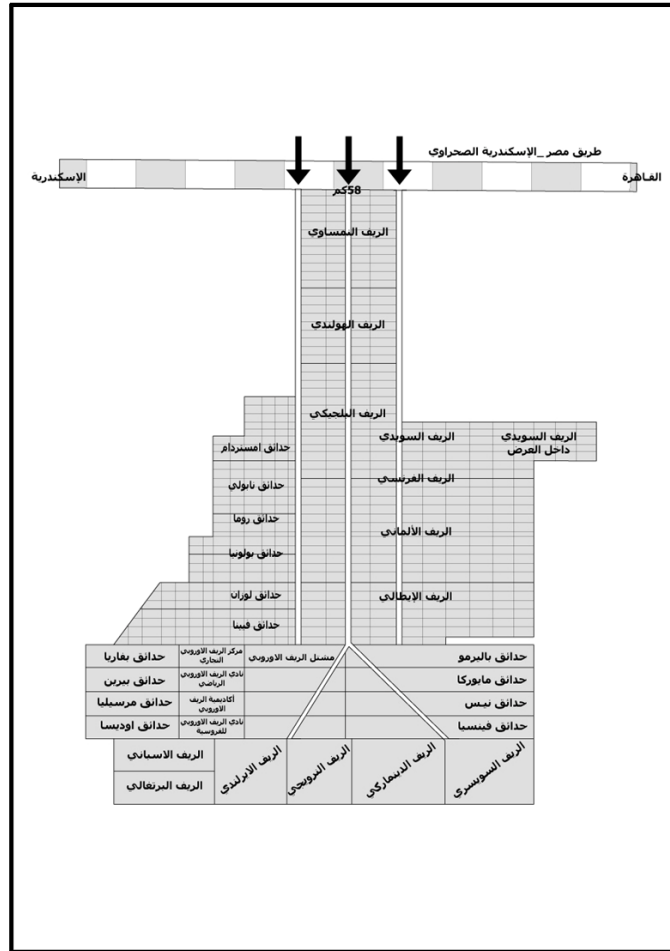 طريق مصر _الإسكندرية الصحراوي
القاهرة
الإسكندرية
58كم
الريف النمساوي
الريف الهولندي
الريف البلجيكي
الريف السويدي
داخل العرض
الريف السويدي
حدائق امستردام
الريف الفرنسي
حدائق نابولي
حدائق روما
الريف الألماني
حدائق بولونيا
الريف الإيطالي
حدائق لوزان
حدائق فيينا
حدائق باليرمو
مشتل الريف الاوروبي
مركز الريف الاوروبي
التجاري
حدائق بفاريا
حدائق مايوركا
نادي الريف الاوروبي
الرياضي
حدائق بيرين
حدائق نيس
أكاديمية الريف
الاوروبي
حدائق مرسيليا
حدائق فينسيا
نادي الريف الاوروبي
للفروسية
حدائق اوديسا
الريف السويسري
الريف الدينماركي
الريف النرويجي
الريف الايرلندي
الريف الاسباني
الريف البرتغالي